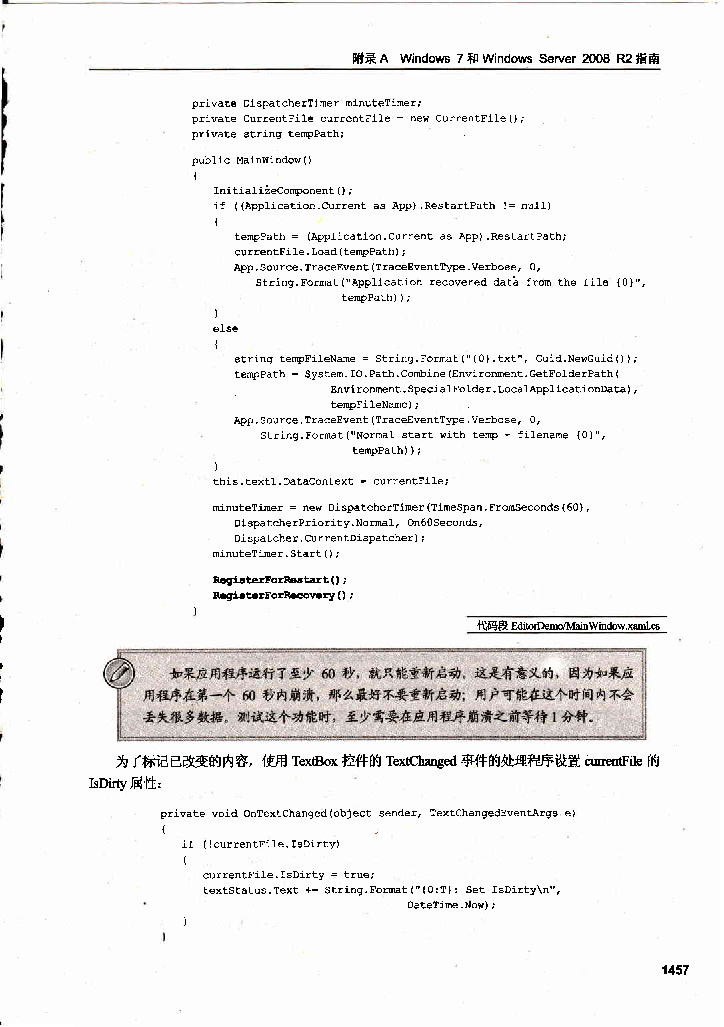 附录 A Windows 7 和 Windows Server 2008 R2 指南
private DispatcherTimer minuteTimer;
private CurrentFile currentFile = new CurrentFile();
private string tempPath;
public MainWindow()
{
InitializeComponent();
if ((Application.Current as App).RestartPath != null)
{
tempPath = (Application.Current as App).RestartPath;
currentFile.Load(tempPath);
App.Source.TraceEvent(TraceEventType.Verbose, 0,
String.Format("Application recovered data from the file {0}",
tempPath));
}
else
{
string tempFileName = String.Format("{0}.txt", Guid.NewGuid());
tempPath = System.IO.Path.Combine(Environment.GetFolderPath(
Environment.SpecialFolder.LocalApplicationData),
tempFileName);
App.Source.TraceEvent(TraceEventType.Verbose, 0,
String.Format("Normal start with temp - filename {0}",
tempPath));
}
this.text1.DataContext = currentFile;
minuteTimer = new DispatcherTimer(TimeSpan.FromSeconds(60),
DispatcherPriority.Normal, On60Seconds,
Dispatcher.CurrentDispatcher);
minuteTimer.Start();
RegisterForRestart();
RegisterForRecovery();
}
代码段 EditorDemo/MainWindow.xaml.cs
如果应用程序运行了至少 60 秒，就只能重新启动。这是有意义的，因为如果应
用程序在第一个 60 秒内崩溃，那么最好不要重新启动；用户可能在这个时间内不会
丢失很多数据。测试这个功能时，至少需要在应用程序崩溃之前等待 1 分钟。
为了标记已改变的内容，使用 TextBox 控件的 TextChanged 事件的处理程序设置 currentFile 的
IsDirty 属性：
private void OnTextChanged(object sender, TextChangedEventArgs e)
{
if (!currentFile.IsDirty)
{
currentFile.IsDirty = true;
textStatus.Text += String.Format("{0:T}: Set IsDirty\n",
DateTime.Now);
}
}
1457